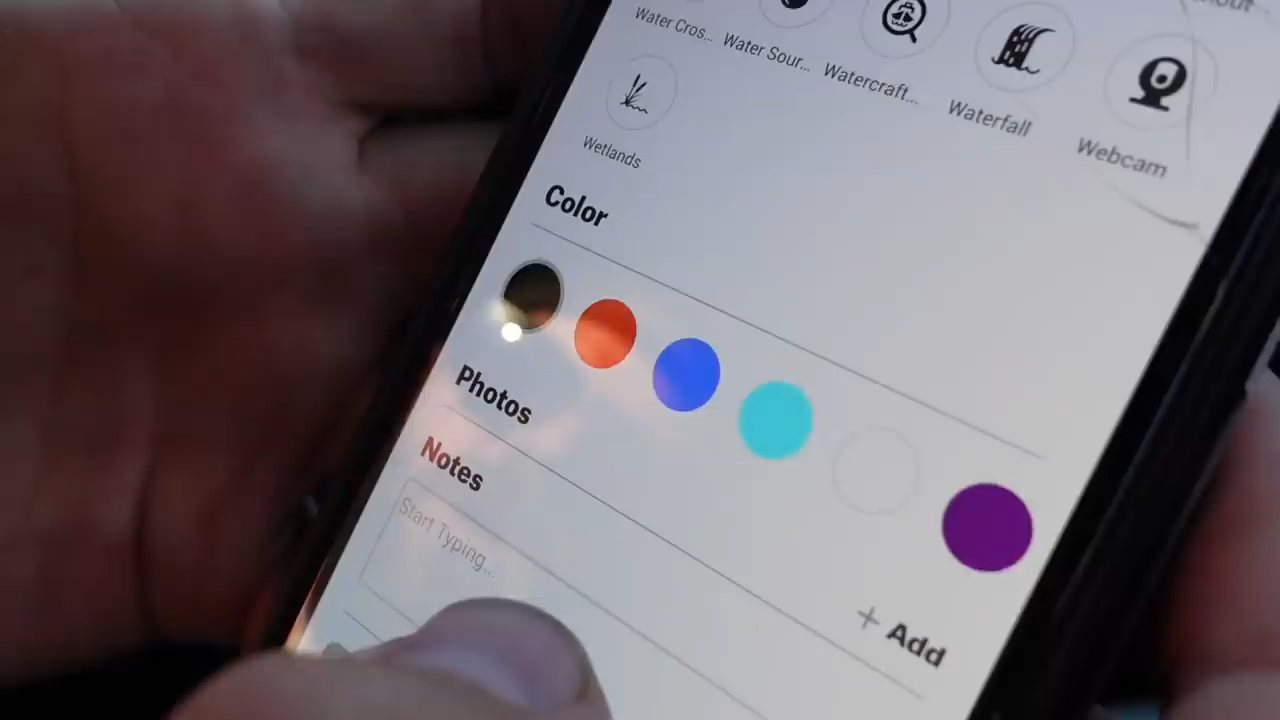 Water Cros...
Water Sour...
Watercraft...
Waterfall
Webcam
Wetlands
Color
Photos
+ Add
Notes
Start Typing...